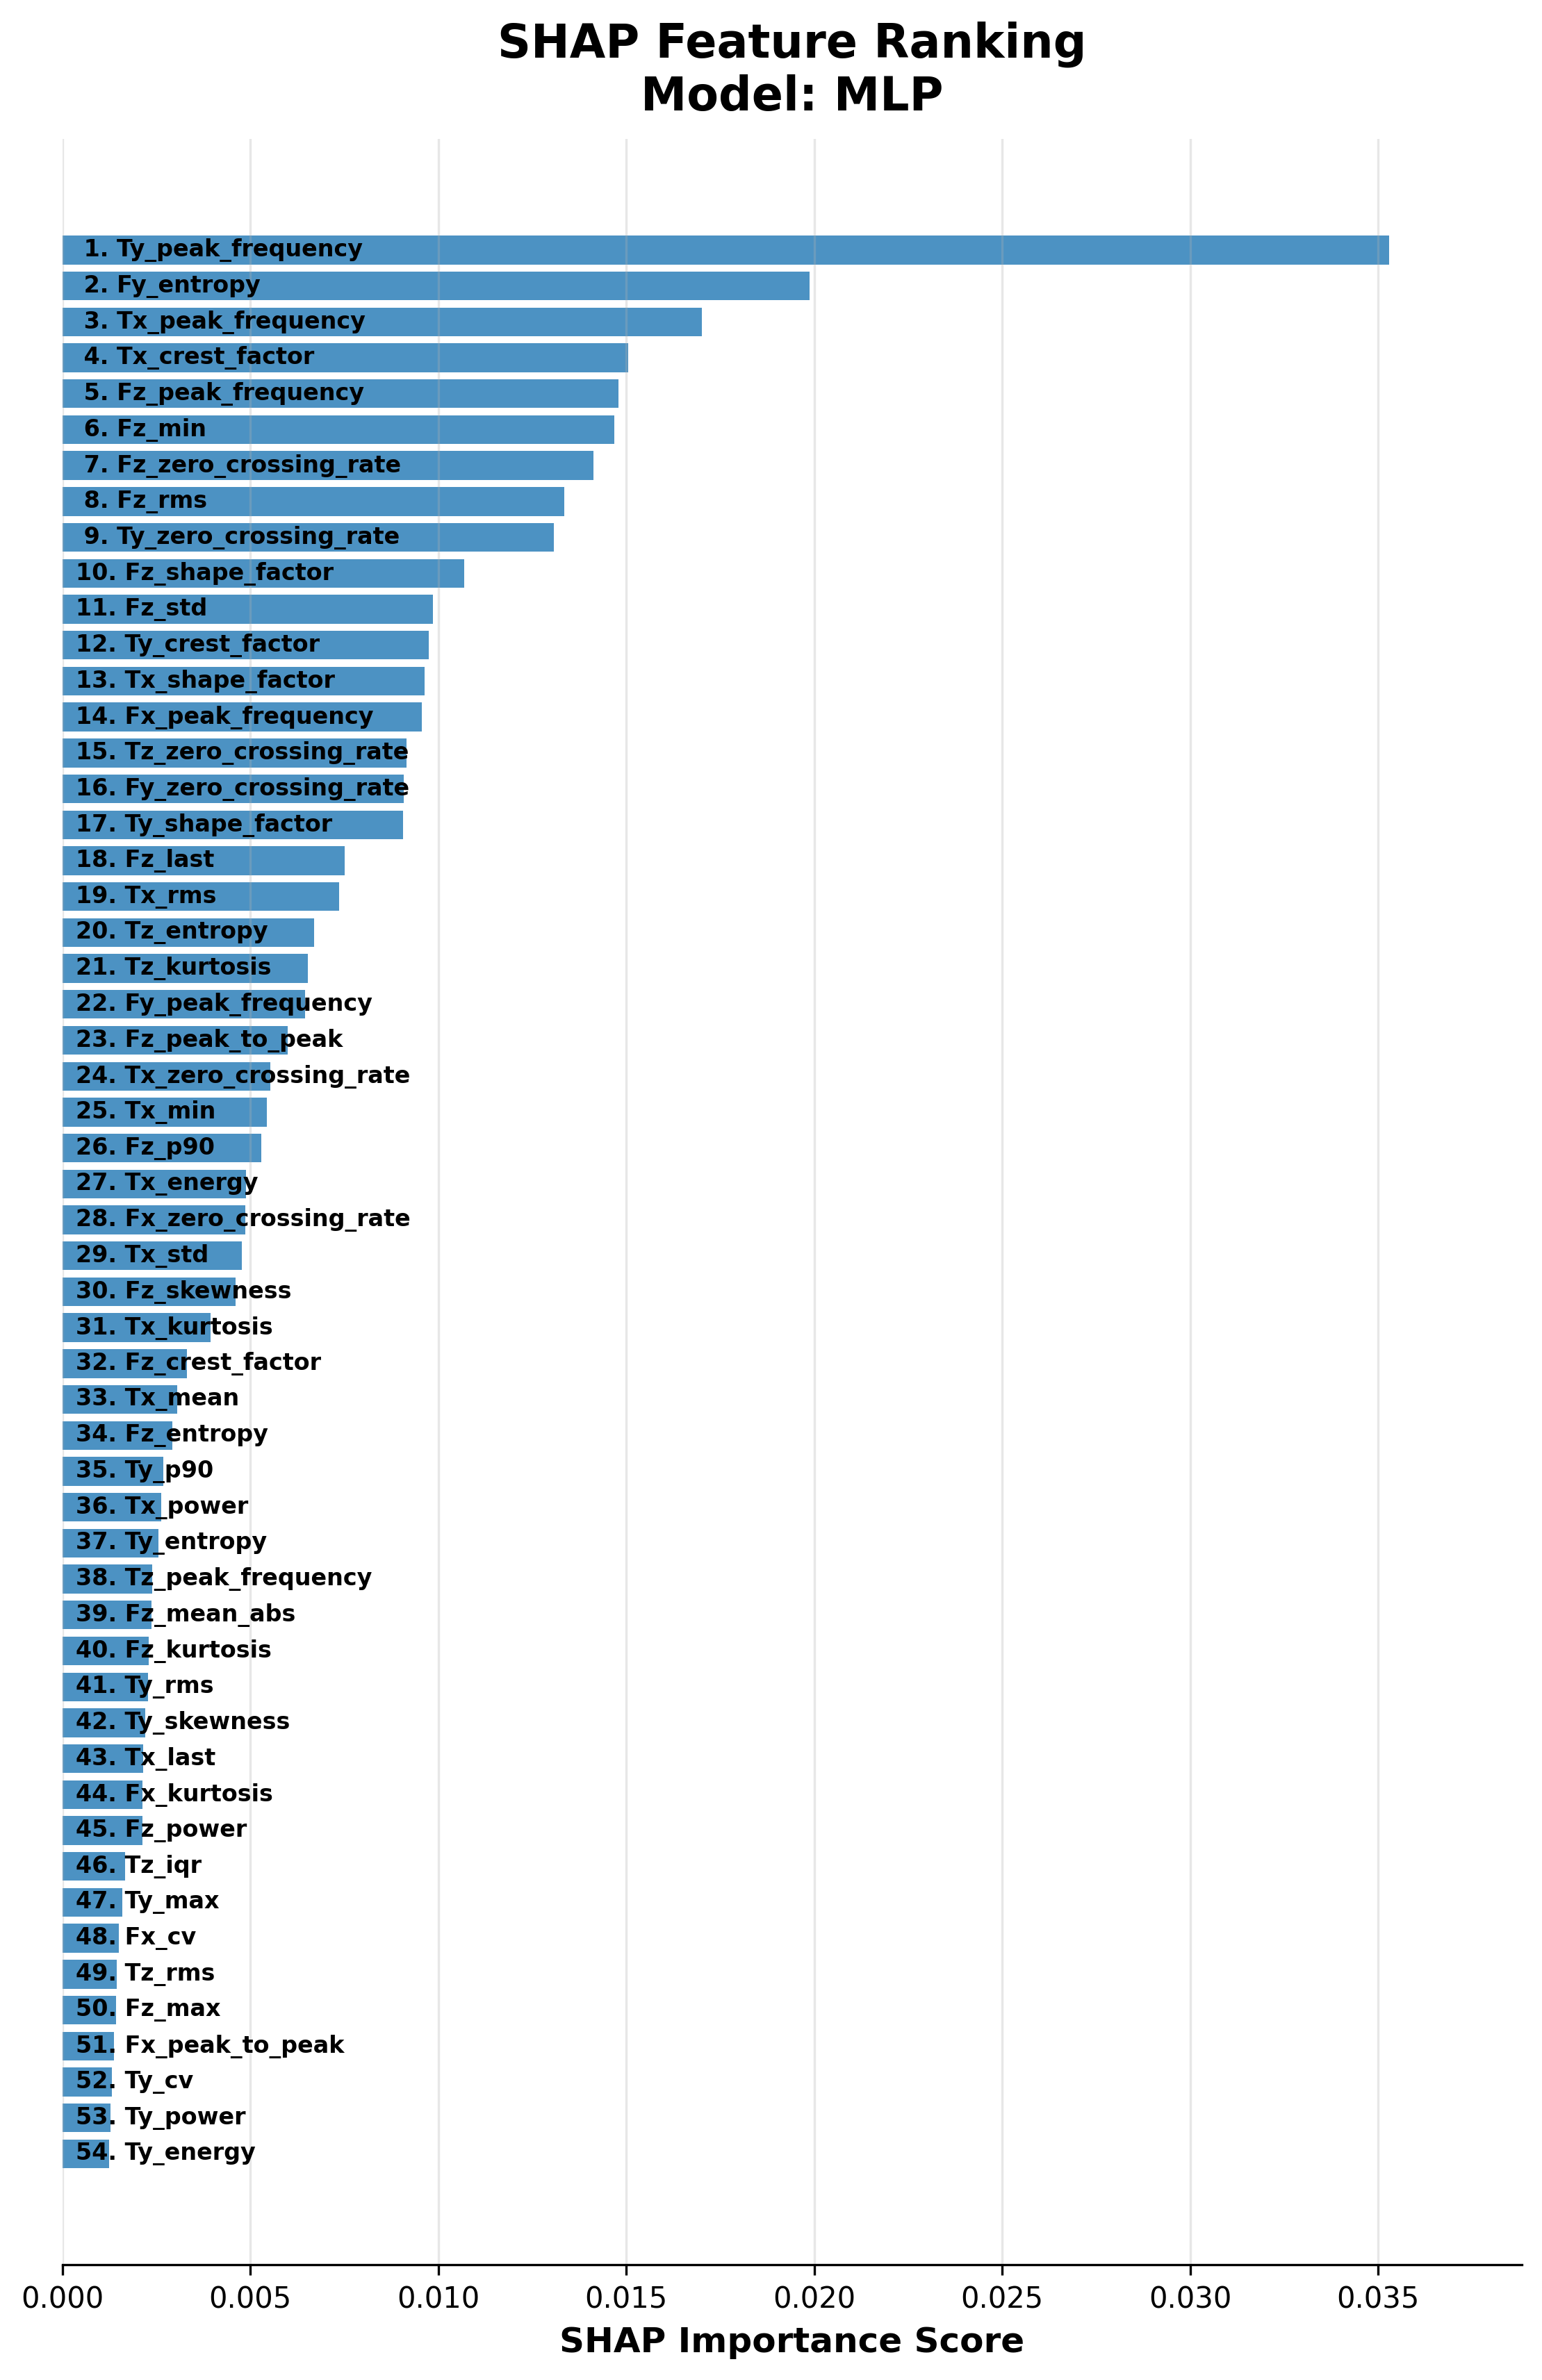 SHAP Feature Ranking
Model: MLP
1. Ty_peak_frequency
2. Fy_entropy
3. Tx_peak_frequency
4. Tx_crest_factor
5. Fz_peak_frequency
6. Fz_min
7. Fz_zero_crossing_rate
8. Fz_rms
9. Ty_zero_crossing_rate
10. Fz_shape_factor
11. Fz_std
12. Ty_crest_factor
13. Tx_shape_factor
14. Fx_peak_frequency
15. Tz_zero_crossing_rate
16. Fy_zero_crossing_rate
17. Ty_shape_factor
18. Fz_last
19. Tx_rms
20. Tz_entropy
21. Tz_kurtosis
22. Fy_peak_frequency
23. Fz_peak_to_peak
24. Tx_zero_crossing_rate
25. Tx_min
26. Fz_p90
27. Tx_energy
28. Fx_zero_crossing_rate
29. Tx_std
30. Fz_skewness
31. Tx_kurtosis
32. Fz_crest_factor
33. Tx_mean
34. Fz_entropy
35. Ty_p90
36. Tx_power
37. Ty_entropy
38. Tz_peak_frequency
39. Fz_mean_abs
40. Fz_kurtosis
41. Ty_rms
42. Ty_skewness
43. Tx_last
44. Fx_kurtosis
45. Fz_power
46. Tz_iqr
47. Ty_max
48. Fx_cv
49. Tz_rms
50. Fz_max
51. Fx_peak_to_peak
52. Ty_cv
53. Ty_power
54. Ty_energy
0.000 0.005 0.010 0.015 0.020 0.025 0.030 0.035
SHAP Importance Score